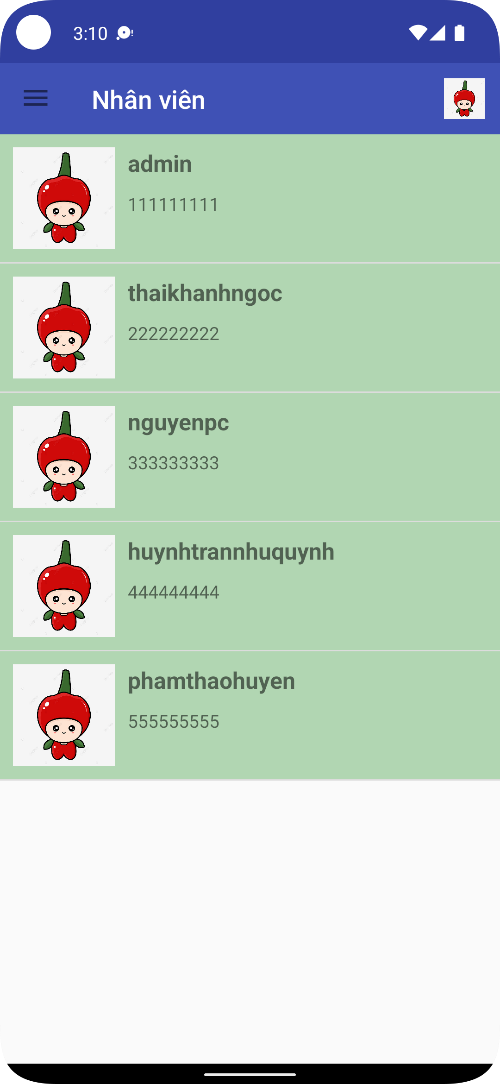 3:10
Nhân viên
admin
111111111
thaikhanhngoc
222222222
nguyenpc
333333333
huynhtrannhuquynh
444444444
phamthaohuyen
555555555